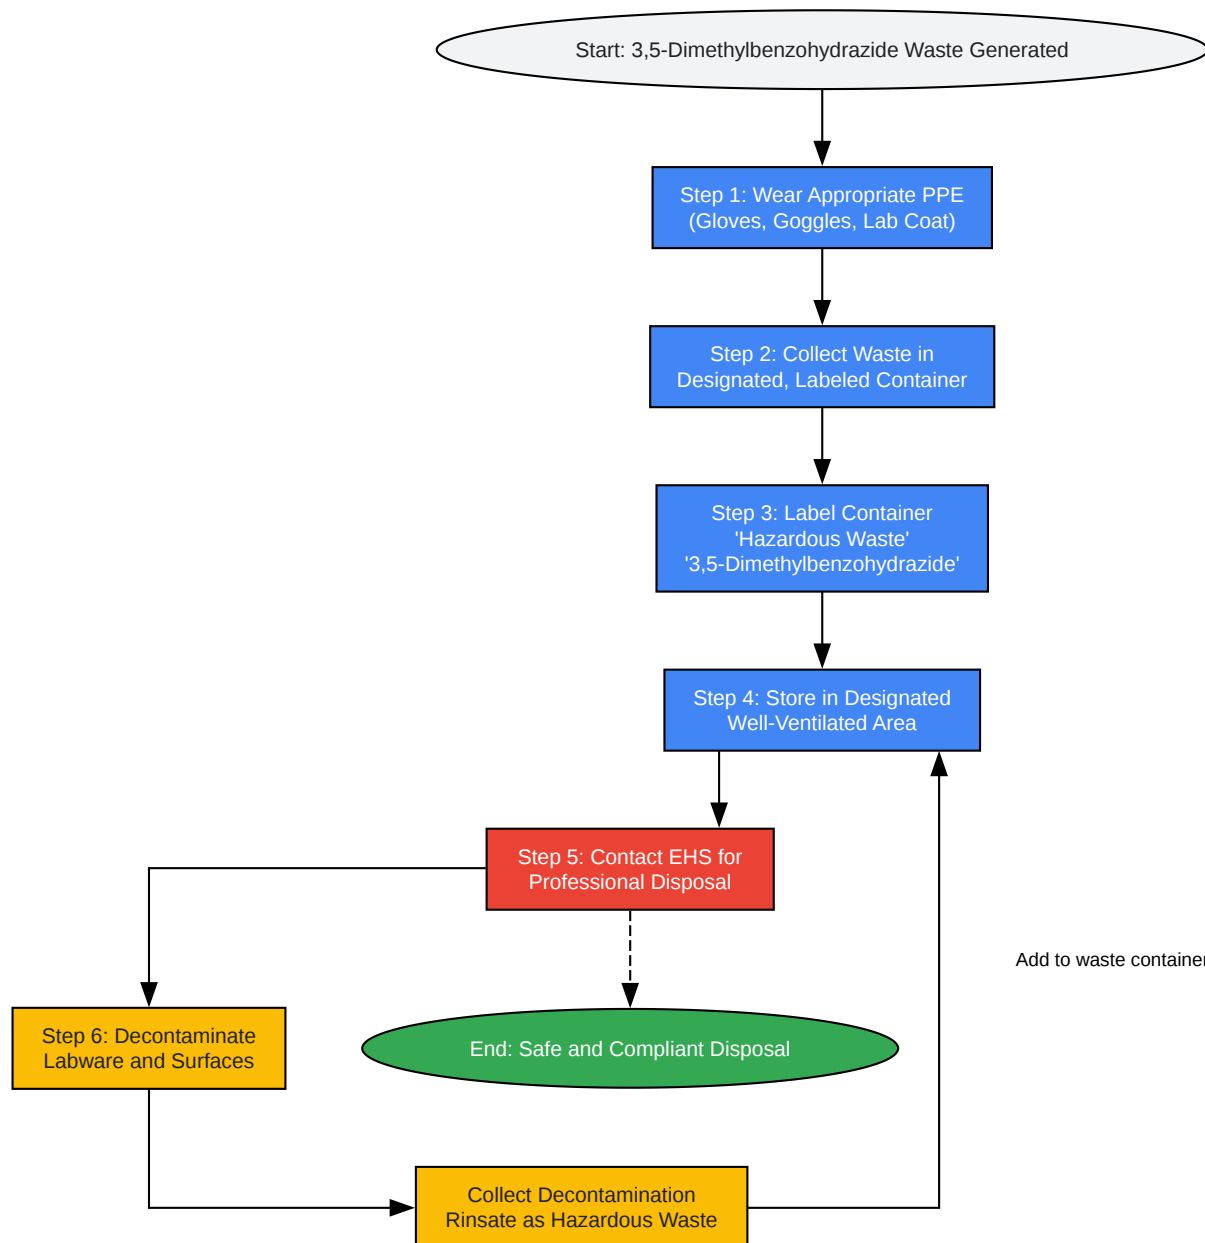 Start: 3,5-Dimethylbenzohydrazide Waste Generated
Step 1: Wear Appropriate PPE
(Gloves, Goggles, Lab Coat)
Step 2: Collect Waste in
Designated, Labeled Container
Step 3: Label Container
'Hazardous Waste'
'3,5-Dimethylbenzohydrazide'
Step 4: Store in Designated
Well-Ventilated Area
Step 5: Contact EHS for
Professional Disposal
Add to waste container
Step 6: Decontaminate
Labware and Surfaces
End: Safe and Compliant Disposal
Collect Decontamination
Rinsate as Hazardous Waste